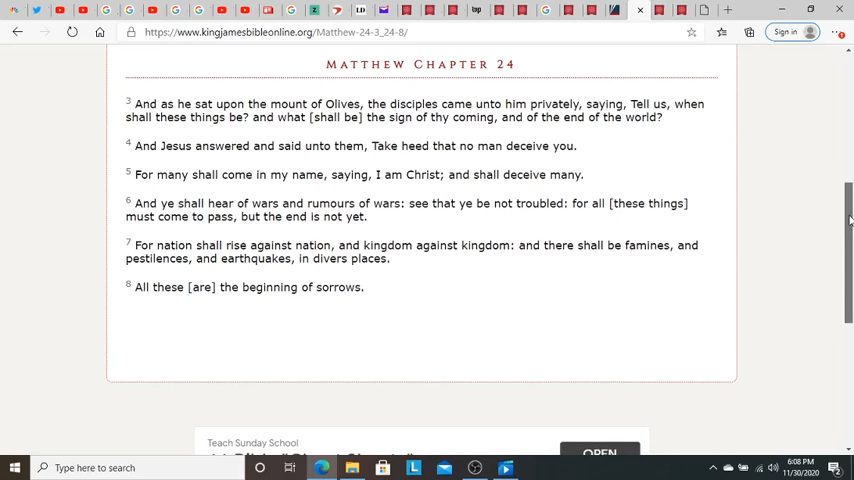 https://www.kingjamesbibleonline.org/Matthew-24-3_24-8/
Sign in
MATTHEW CHAPTER 24
3 And as he sat upon the mount of Olives, the disciples came unto him privately, saying, Tell us, when
shall these things be? and what [shall be] the sign of thy coming, and of the end of the world?
4 And Jesus answered and said unto them, Take heed that no man deceive you.
5 For many shall come in my name, saying, I am Christ; and shall deceive many.
6 And ye shall hear of wars and rumours of wars: see that ye be not troubled: for all [these things]
must come to pass, but the end is not yet.
7 For nation shall rise against nation, and kingdom against kingdom: and there shall be famines, and
pestilences, and earthquakes, in divers places.
8 All these [are] the beginning of sorrows.
Teach Sunday School
OPEN
Type here to search
6:08 PM
11/30/2020